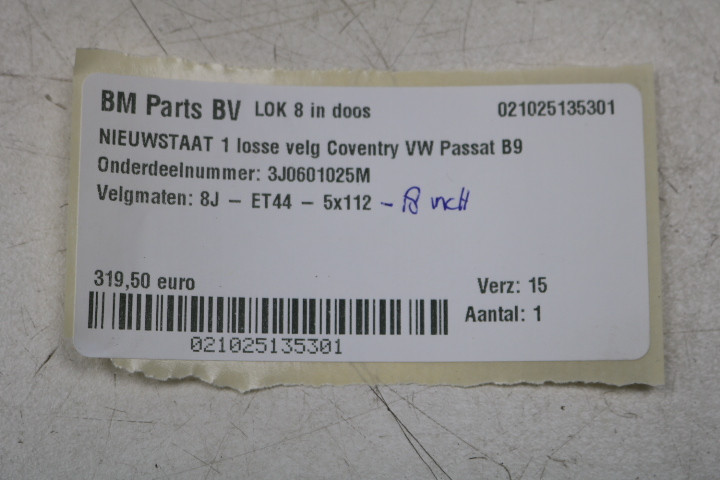 BM Parts BV LOK 8 in doos 021025135301
NIEUWSTAAT 1 losse velg Coventry VW Passat B9
Onderdeelnummer: 3J0601025M
Velgmaten: 8J - ET44 - 5x112 - 18 inch
319,50 euro Verz: 15
Aantal: 1
021025135301